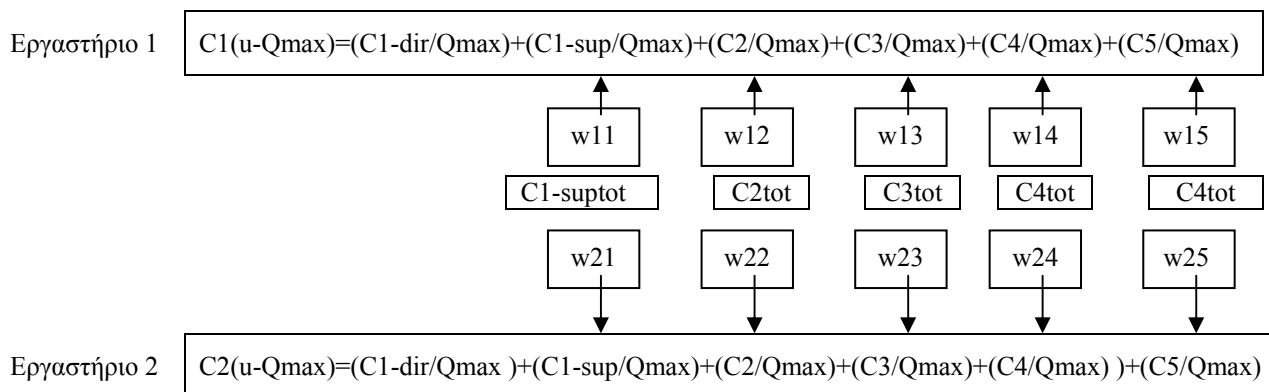 Εργαστήριο 1 C1(u-Qmax)=(C1-dir/Qmax)+(C1-sup/Qmax)+(C2/Qmax)+(C3/Qmax)+(C4/Qmax)+(C5/Qmax)
w11 w12 w13 w14 w15
C1-suptot C2tot C3tot C4tot C4tot
w21 w22 w23 w24 w25
Εργαστήριο 2 C2(u-Qmax)=(C1-dir/Qmax )+(C1-sup/Qmax)+(C2/Qmax)+(C3/Qmax)+(C4/Qmax) )+(C5/Qmax)